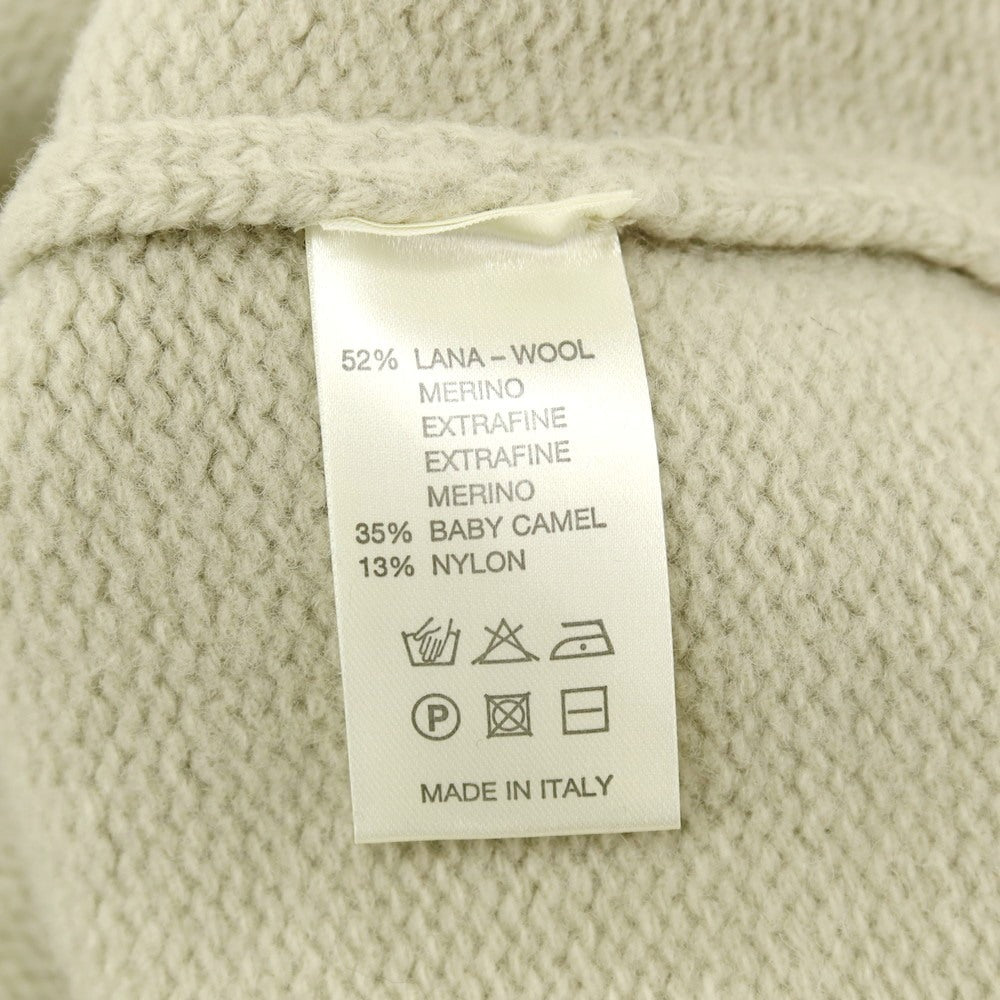 52% LANA – WOOL
MERINO
EXTRAFINE
EXTRAFINE
MERINO
35% BABY CAMEL
13% NYLON
P
MADE IN ITALY